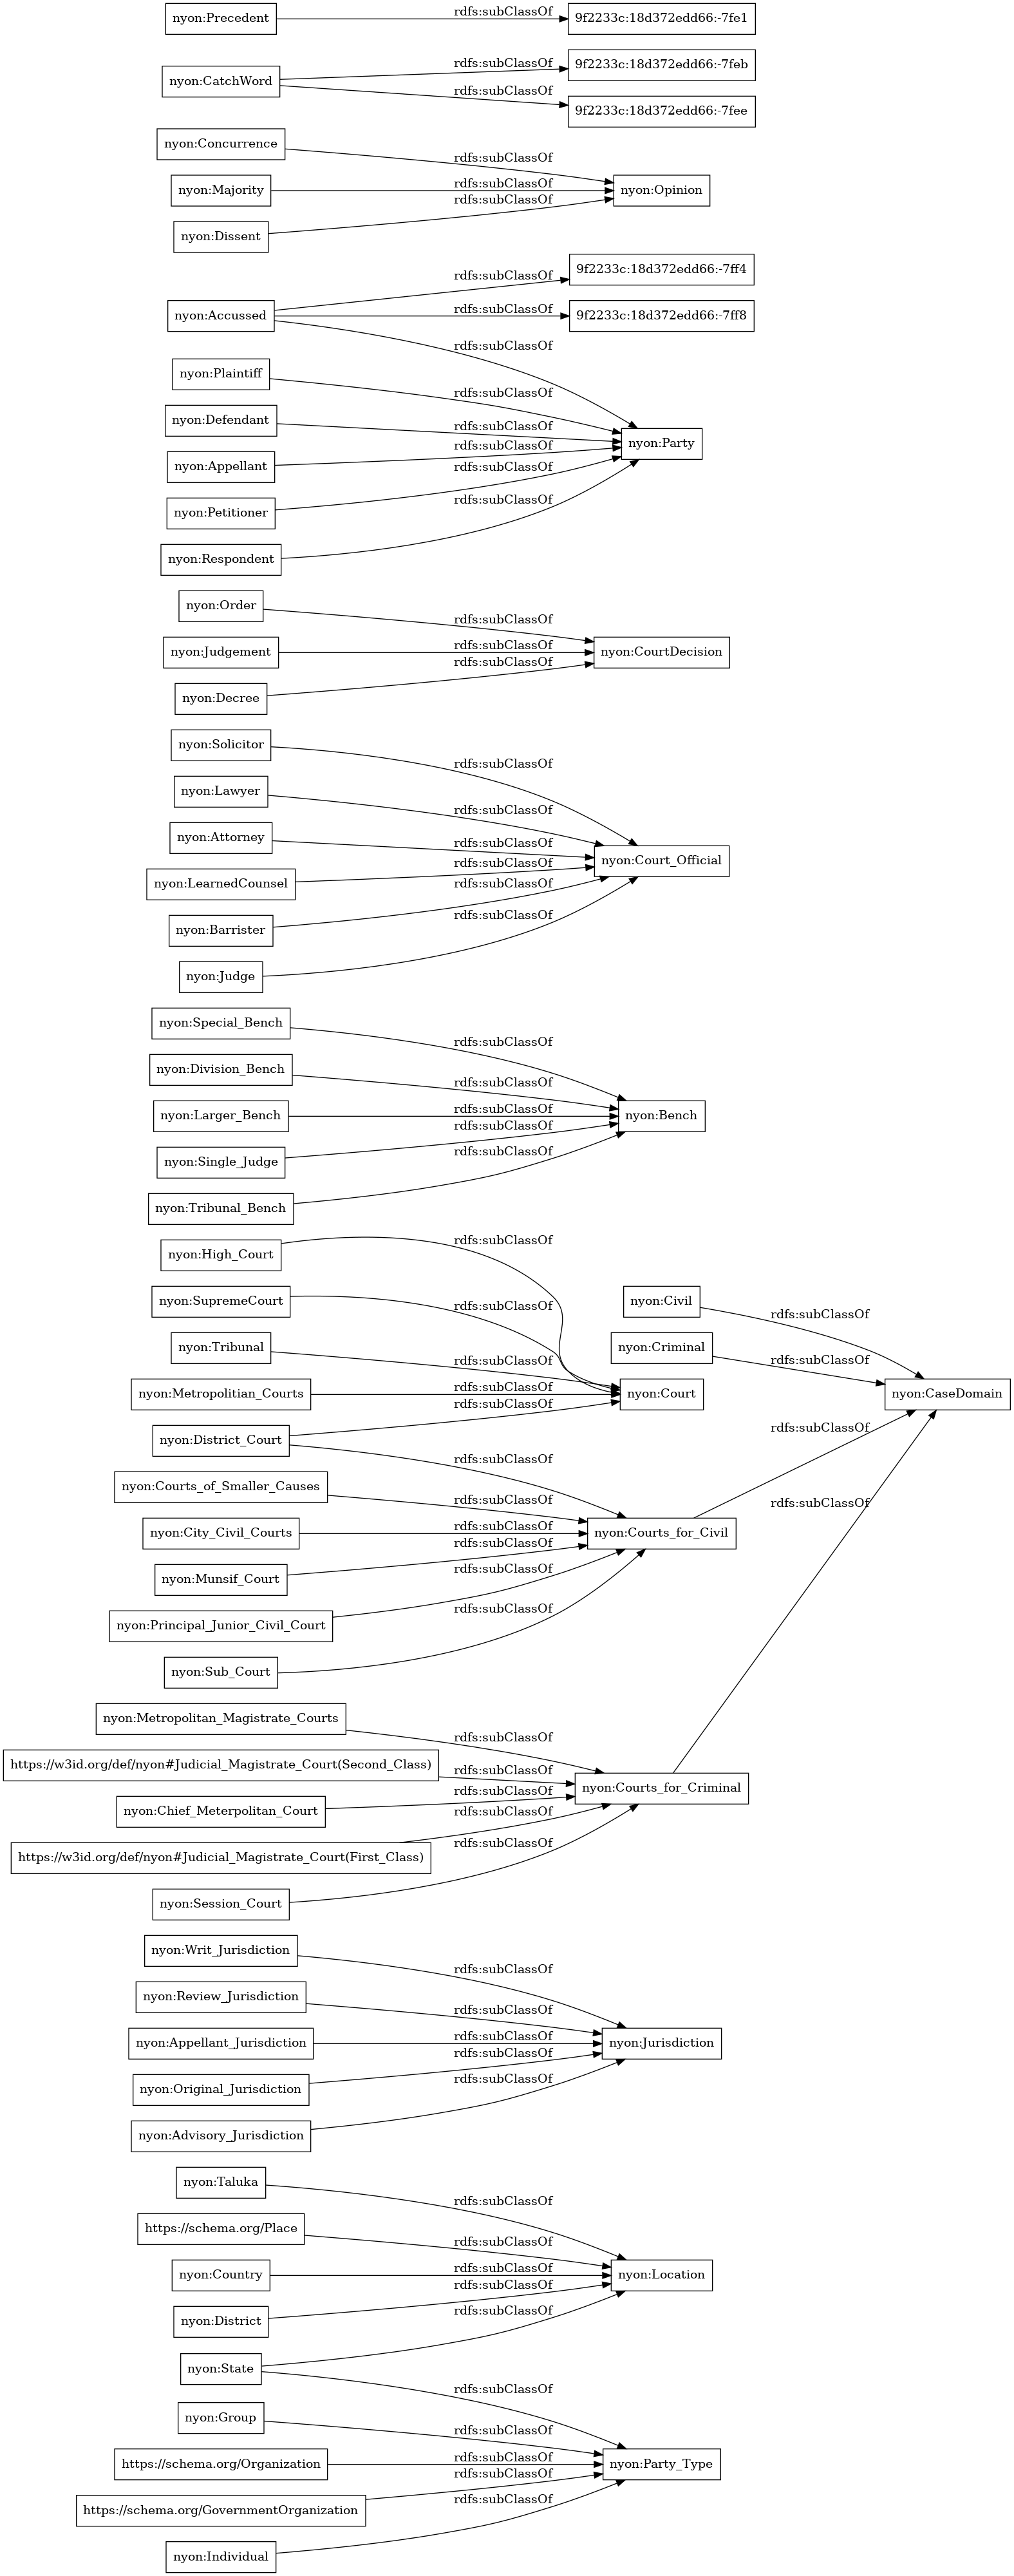 nyon:Precedent
rdfs:subClassOf
9f2233c:18d372edd66:-7fe1
nyon:CatchWord
rdfs:subClassOf
9f2233c:18d372edd66:-7feb
rdfs:subClassOf
9f2233c:18d372edd66:-7fee
nyon:Concurrence
rdfs:subClassOf
nyon:Majority
rdfs:subClassOf
nyon:Opinion
nyon:Dissent
rdfs:subClassOf
nyon:Accussed
rdfs:subClassOf
9f2233c:18d372edd66:-7ff4
rdfs:subClassOf
9f2233c:18d372edd66:-7ff8
rdfs:subClassOf
nyon:Plaintiff
rdfs:subClassOf
nyon:Defendant
rdfs:subClassOf
nyon:Party
nyon:Appellant
rdfs:subClassOf
nyon:Petitioner
rdfs:subClassOf
nyon:Respondent
rdfs:subClassOf
nyon:Order
rdfs:subClassOf
nyon:Judgement
rdfs:subClassOf
nyon:CourtDecision
nyon:Decree
rdfs:subClassOf
nyon:Solicitor
rdfs:subClassOf
nyon:Lawyer
rdfs:subClassOf
nyon:Attorney
rdfs:subClassOf
nyon:Court_Official
nyon:LearnedCounsel
rdfs:subClassOf
nyon:Barrister
rdfs:subClassOf
nyon:Judge
rdfs:subClassOf
nyon:Special_Bench
rdfs:subClassOf
nyon:Division_Bench
rdfs:subClassOf
nyon:Larger_Bench
rdfs:subClassOf
nyon:Bench
nyon:Single_Judge
rdfs:subClassOf
nyon:Tribunal_Bench
rdfs:subClassOf
nyon:High_Court
rdfs:subClassOf
nyon:SupremeCourt
rdfs:subClassOf
nyon:Civil
rdfs:subClassOf
nyon:Tribunal
rdfs:subClassOf
nyon:Criminal
rdfs:subClassOf
nyon:Metropolitian_Courts
rdfs:subClassOf
nyon:Court
nyon:CaseDomain
nyon:District_Court
rdfs:subClassOf
rdfs:subClassOf
rdfs:subClassOf
nyon:Courts_of_Smaller_Causes
rdfs:subClassOf
rdfs:subClassOf
nyon:City_Civil_Courts
rdfs:subClassOf
nyon:Courts_for_Civil
nyon:Munsif_Court
rdfs:subClassOf
nyon:Principal_Junior_Civil_Court
rdfs:subClassOf
nyon:Sub_Court
rdfs:subClassOf
nyon:Metropolitan_Magistrate_Courts
rdfs:subClassOf
https://w3id.org/def/nyon#Judicial_Magistrate_Court(Second_Class)
rdfs:subClassOf
nyon:Courts_for_Criminal
nyon:Chief_Meterpolitan_Court
rdfs:subClassOf
https://w3id.org/def/nyon#Judicial_Magistrate_Court(First_Class)
rdfs:subClassOf
nyon:Session_Court
rdfs:subClassOf
nyon:Writ_Jurisdiction
rdfs:subClassOf
nyon:Review_Jurisdiction
rdfs:subClassOf
nyon:Appellant_Jurisdiction
rdfs:subClassOf
nyon:Jurisdiction
nyon:Original_Jurisdiction
rdfs:subClassOf
nyon:Advisory_Jurisdiction
rdfs:subClassOf
nyon:Taluka
rdfs:subClassOf
https://schema.org/Place
rdfs:subClassOf
nyon:Country
rdfs:subClassOf
nyon:Location
nyon:District
rdfs:subClassOf
nyon:State
rdfs:subClassOf
rdfs:subClassOf
nyon:Group
rdfs:subClassOf
https://schema.org/Organization
rdfs:subClassOf
nyon:Party_Type
https://schema.org/GovernmentOrganization
rdfs:subClassOf
nyon:Individual
rdfs:subClassOf